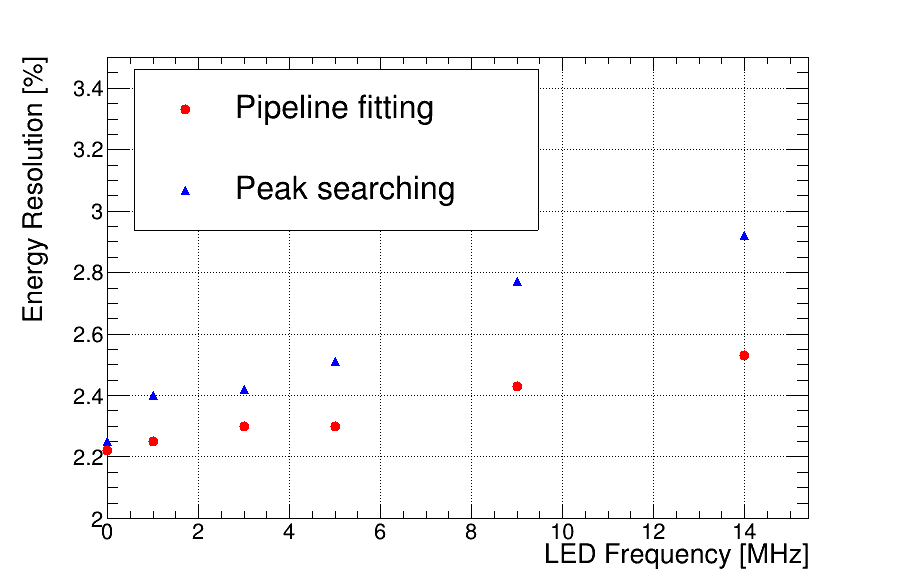 Energy Resolution [%]
3.4
3.2
3
2.8
2.6
2.4
2.2
2
Pipeline fitting
Peak searching
0 2 4 6 8 10 12 14
LED Frequency [MHz]